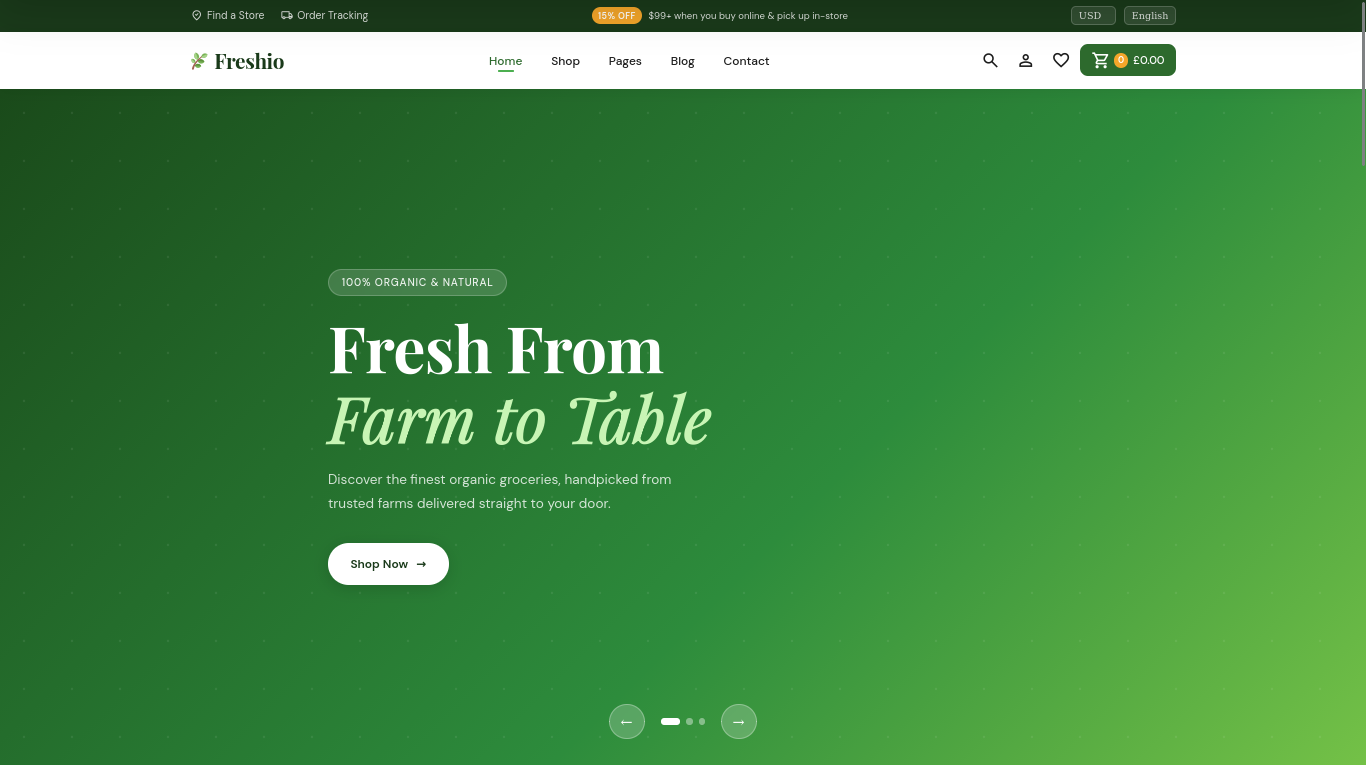 Find a Store
Order Tracking
15% OFF $99+ when you buy online & pick up in-store
USD
English
Freshio
Home
Shop
Pages
Blog
Contact
0 £0.00
100% ORGANIC & NATURAL
Fresh From
Farm to Table
Discover the finest organic groceries, handpicked from
trusted farms delivered straight to your door.
Shop Now →
← →